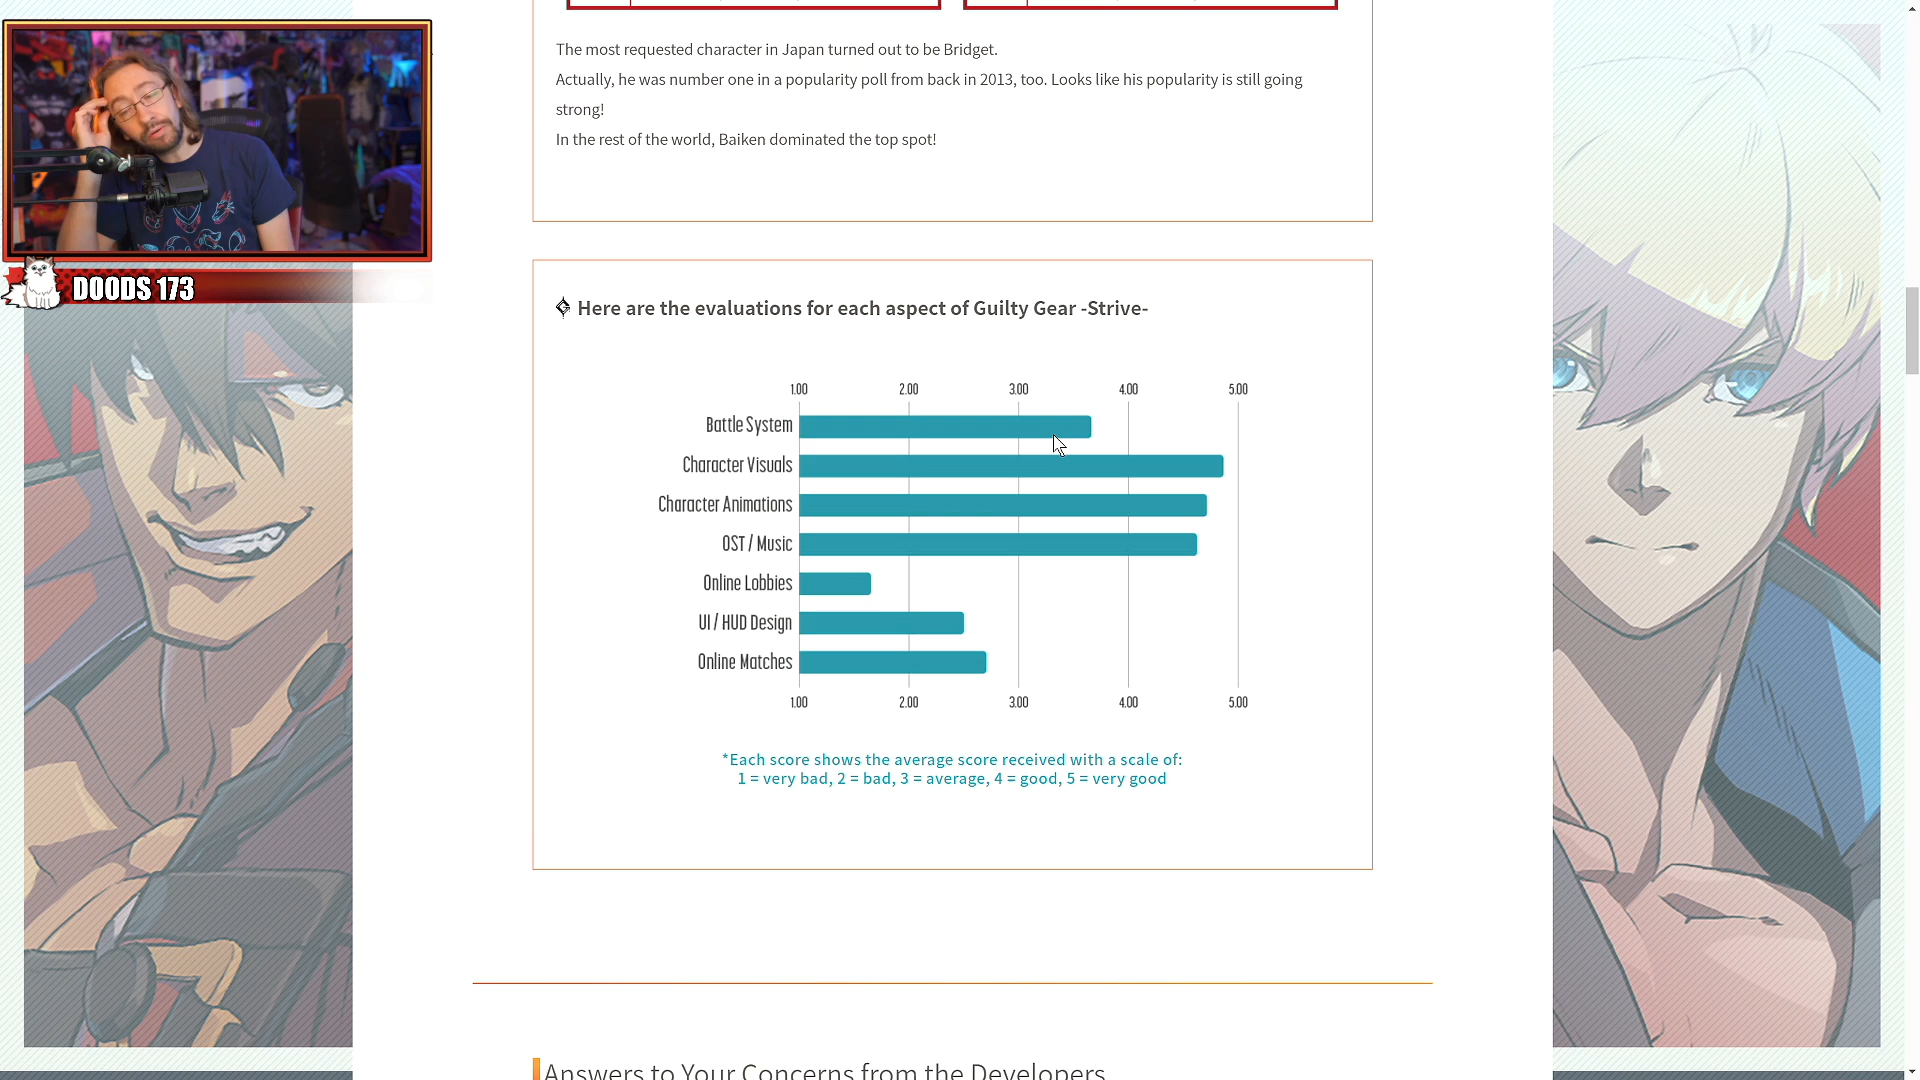 The most requested character in Japan turned out to be Bridget.
Actually, he was number one in a popularity poll from back in 2013, too. Looks like his popularity is still going
strong!
In the rest of the world, Baiken dominated the top spot!
DOODS 173
Here are the evaluations for each aspect of Guilty Gear -Strive-
1.00 2.00 3.00 4.00 5.00
Battle System
Character Visuals
Character Animations
OST / Music
Online Lobbies
UI / HUD Design
Online Matches
1.00 2.00 3.00 4.00 5.00
*Each score shows the average score received with a scale of:
1 = very bad, 2 = bad, 3 = average, 4 = good, 5 = very good
Answers to Your Concerns from the Developers